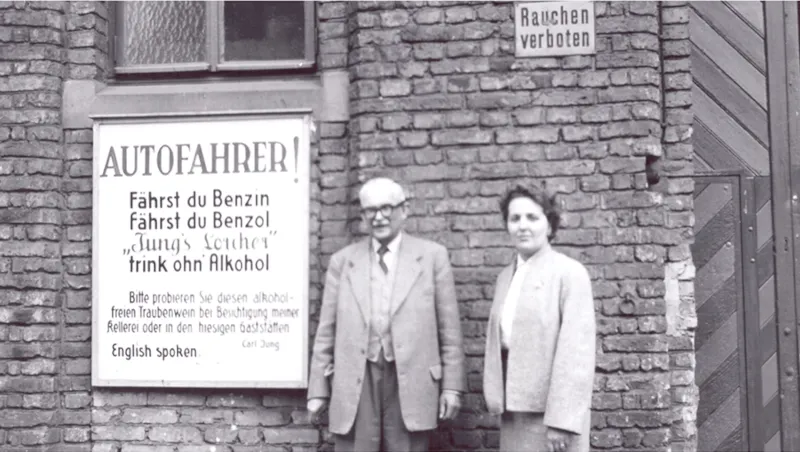 Rauchen
verboten
AUTOFAHRER!
Fährst du Benzin
Fährst du Benzol
„Jung's Lorcher"
trink ohn' Alkohol
Bitte probieren Sie diesen alkohol-
freien Traubenwein bei Besichtigung meiner
Kellerei oder in den hiesigen Gaststätten
Carl Jung
English spoken.